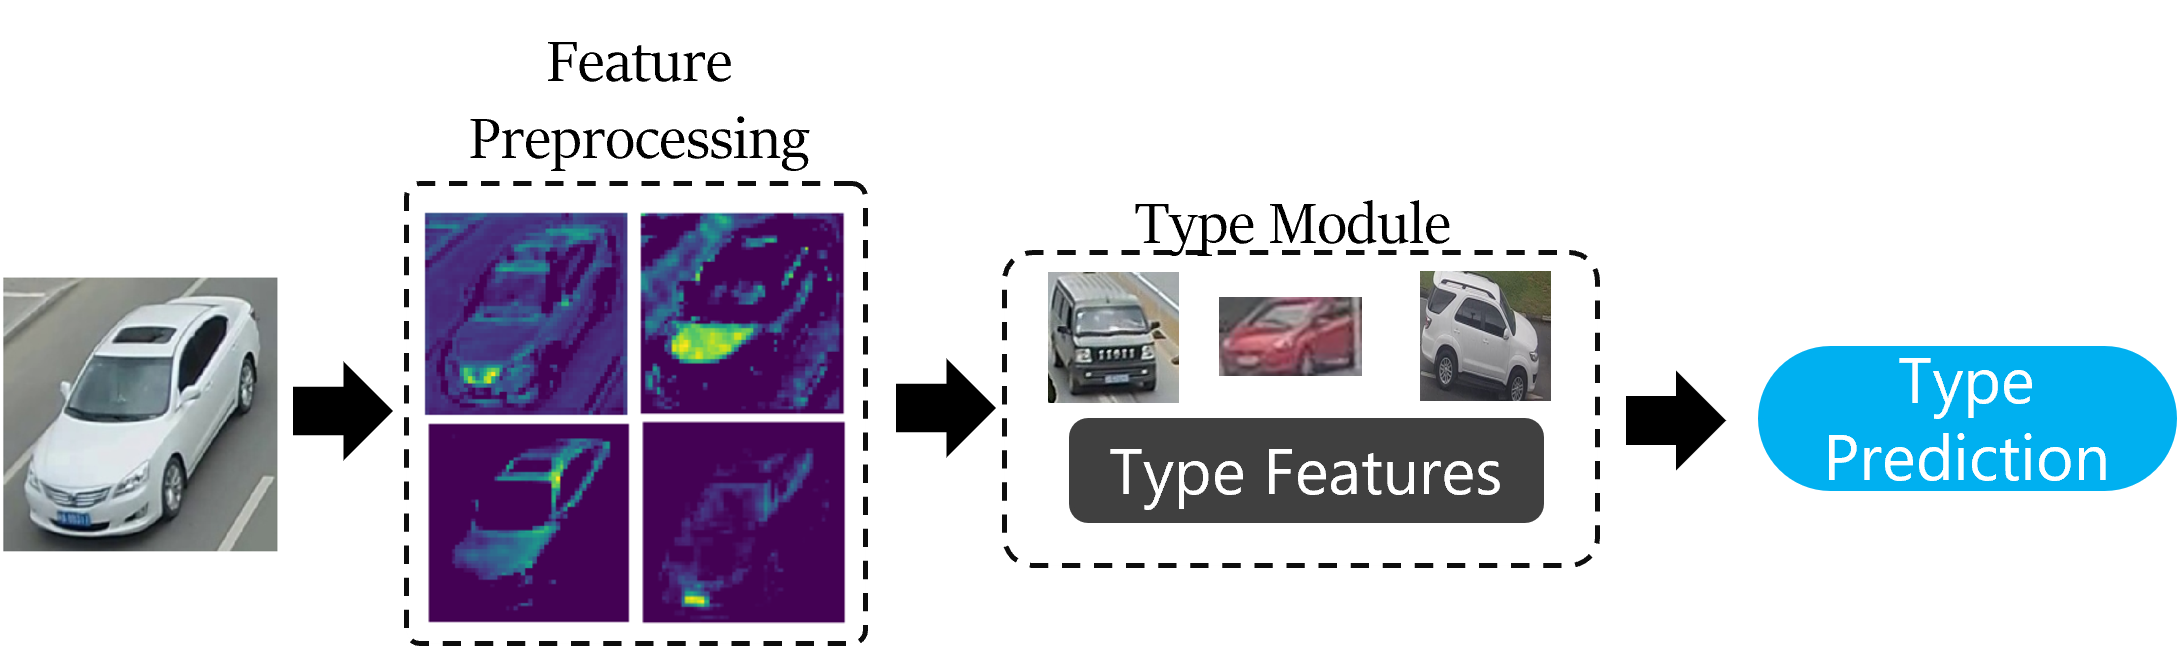 Feature
Preprocessing
Type Module
Type Features
Type
Prediction